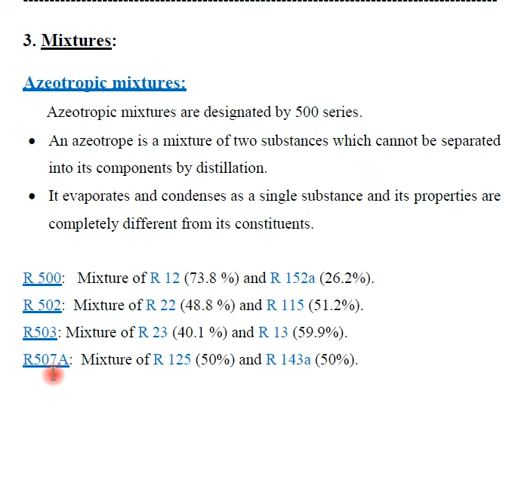 3. Mixtures:
Azeotropic mixtures:
Azeotropic mixtures are designated by 500 series.
• An azeotrope is a mixture of two substances which cannot be separated
into its components by distillation.
• It evaporates and condenses as a single substance and its properties are
completely different from its constituents.
R 500: Mixture of R 12 (73.8 %) and R 152a (26.2%).
R 502: Mixture of R 22 (48.8 %) and R 115 (51.2%).
R503: Mixture of R 23 (40.1 %) and R 13 (59.9%).
R507A: Mixture of R 125 (50%) and R 143a (50%).